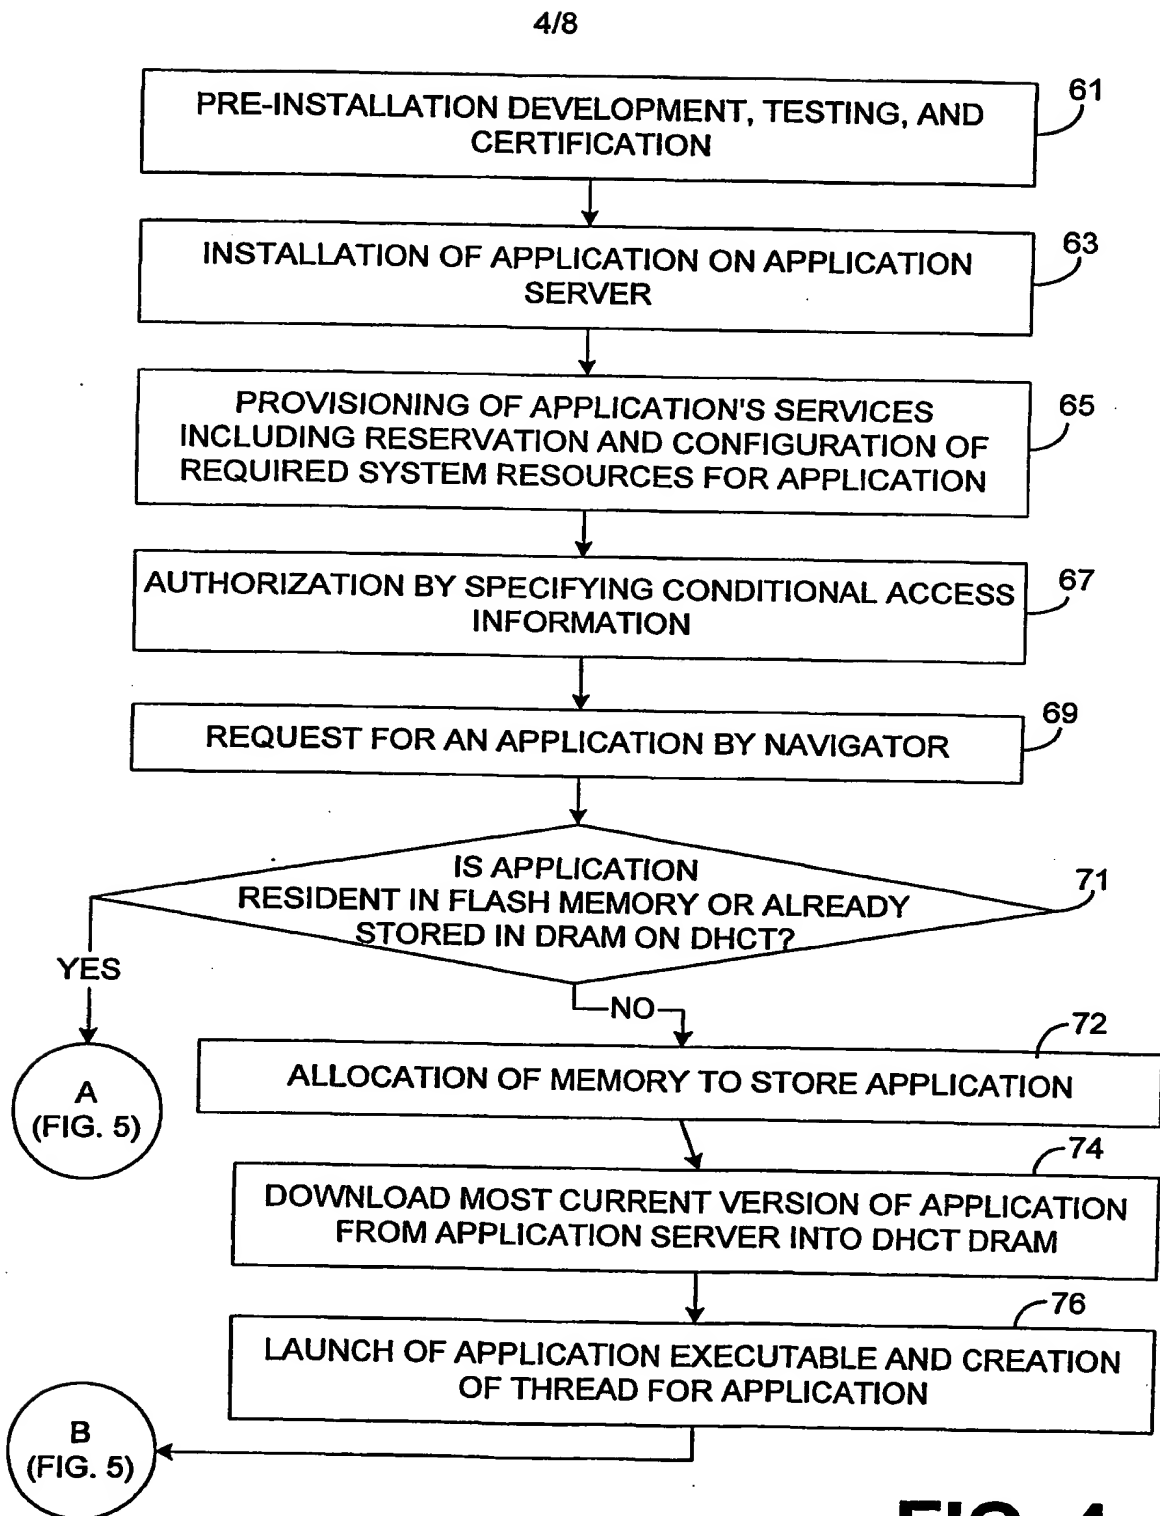 4/8
PRE-INSTALLATION DEVELOPMENT, TESTING, AND
CERTIFICATION
61
INSTALLATION OF APPLICATION ON APPLICATION
SERVER
63
PROVISIONING OF APPLICATION'S SERVICES
INCLUDING RESERVATION AND CONFIGURATION OF
REQUIRED SYSTEM RESOURCES FOR APPLICATION
65
AUTHORIZATION BY SPECIFYING CONDITIONAL ACCESS
INFORMATION
67
REQUEST FOR AN APPLICATION BY NAVIGATOR
69
IS APPLICATION
RESIDENT IN FLASH MEMORY OR ALREADY
STORED IN DRAM ON DHCT?
71
YES
NO
A
(FIG. 5)
72
ALLOCATION OF MEMORY TO STORE APPLICATION
74
DOWNLOAD MOST CURRENT VERSION OF APPLICATION
FROM APPLICATION SERVER INTO DHCT DRAM
76
LAUNCH OF APPLICATION EXECUTABLE AND CREATION
OF THREAD FOR APPLICATION
B
(FIG. 5)
FIG. 4